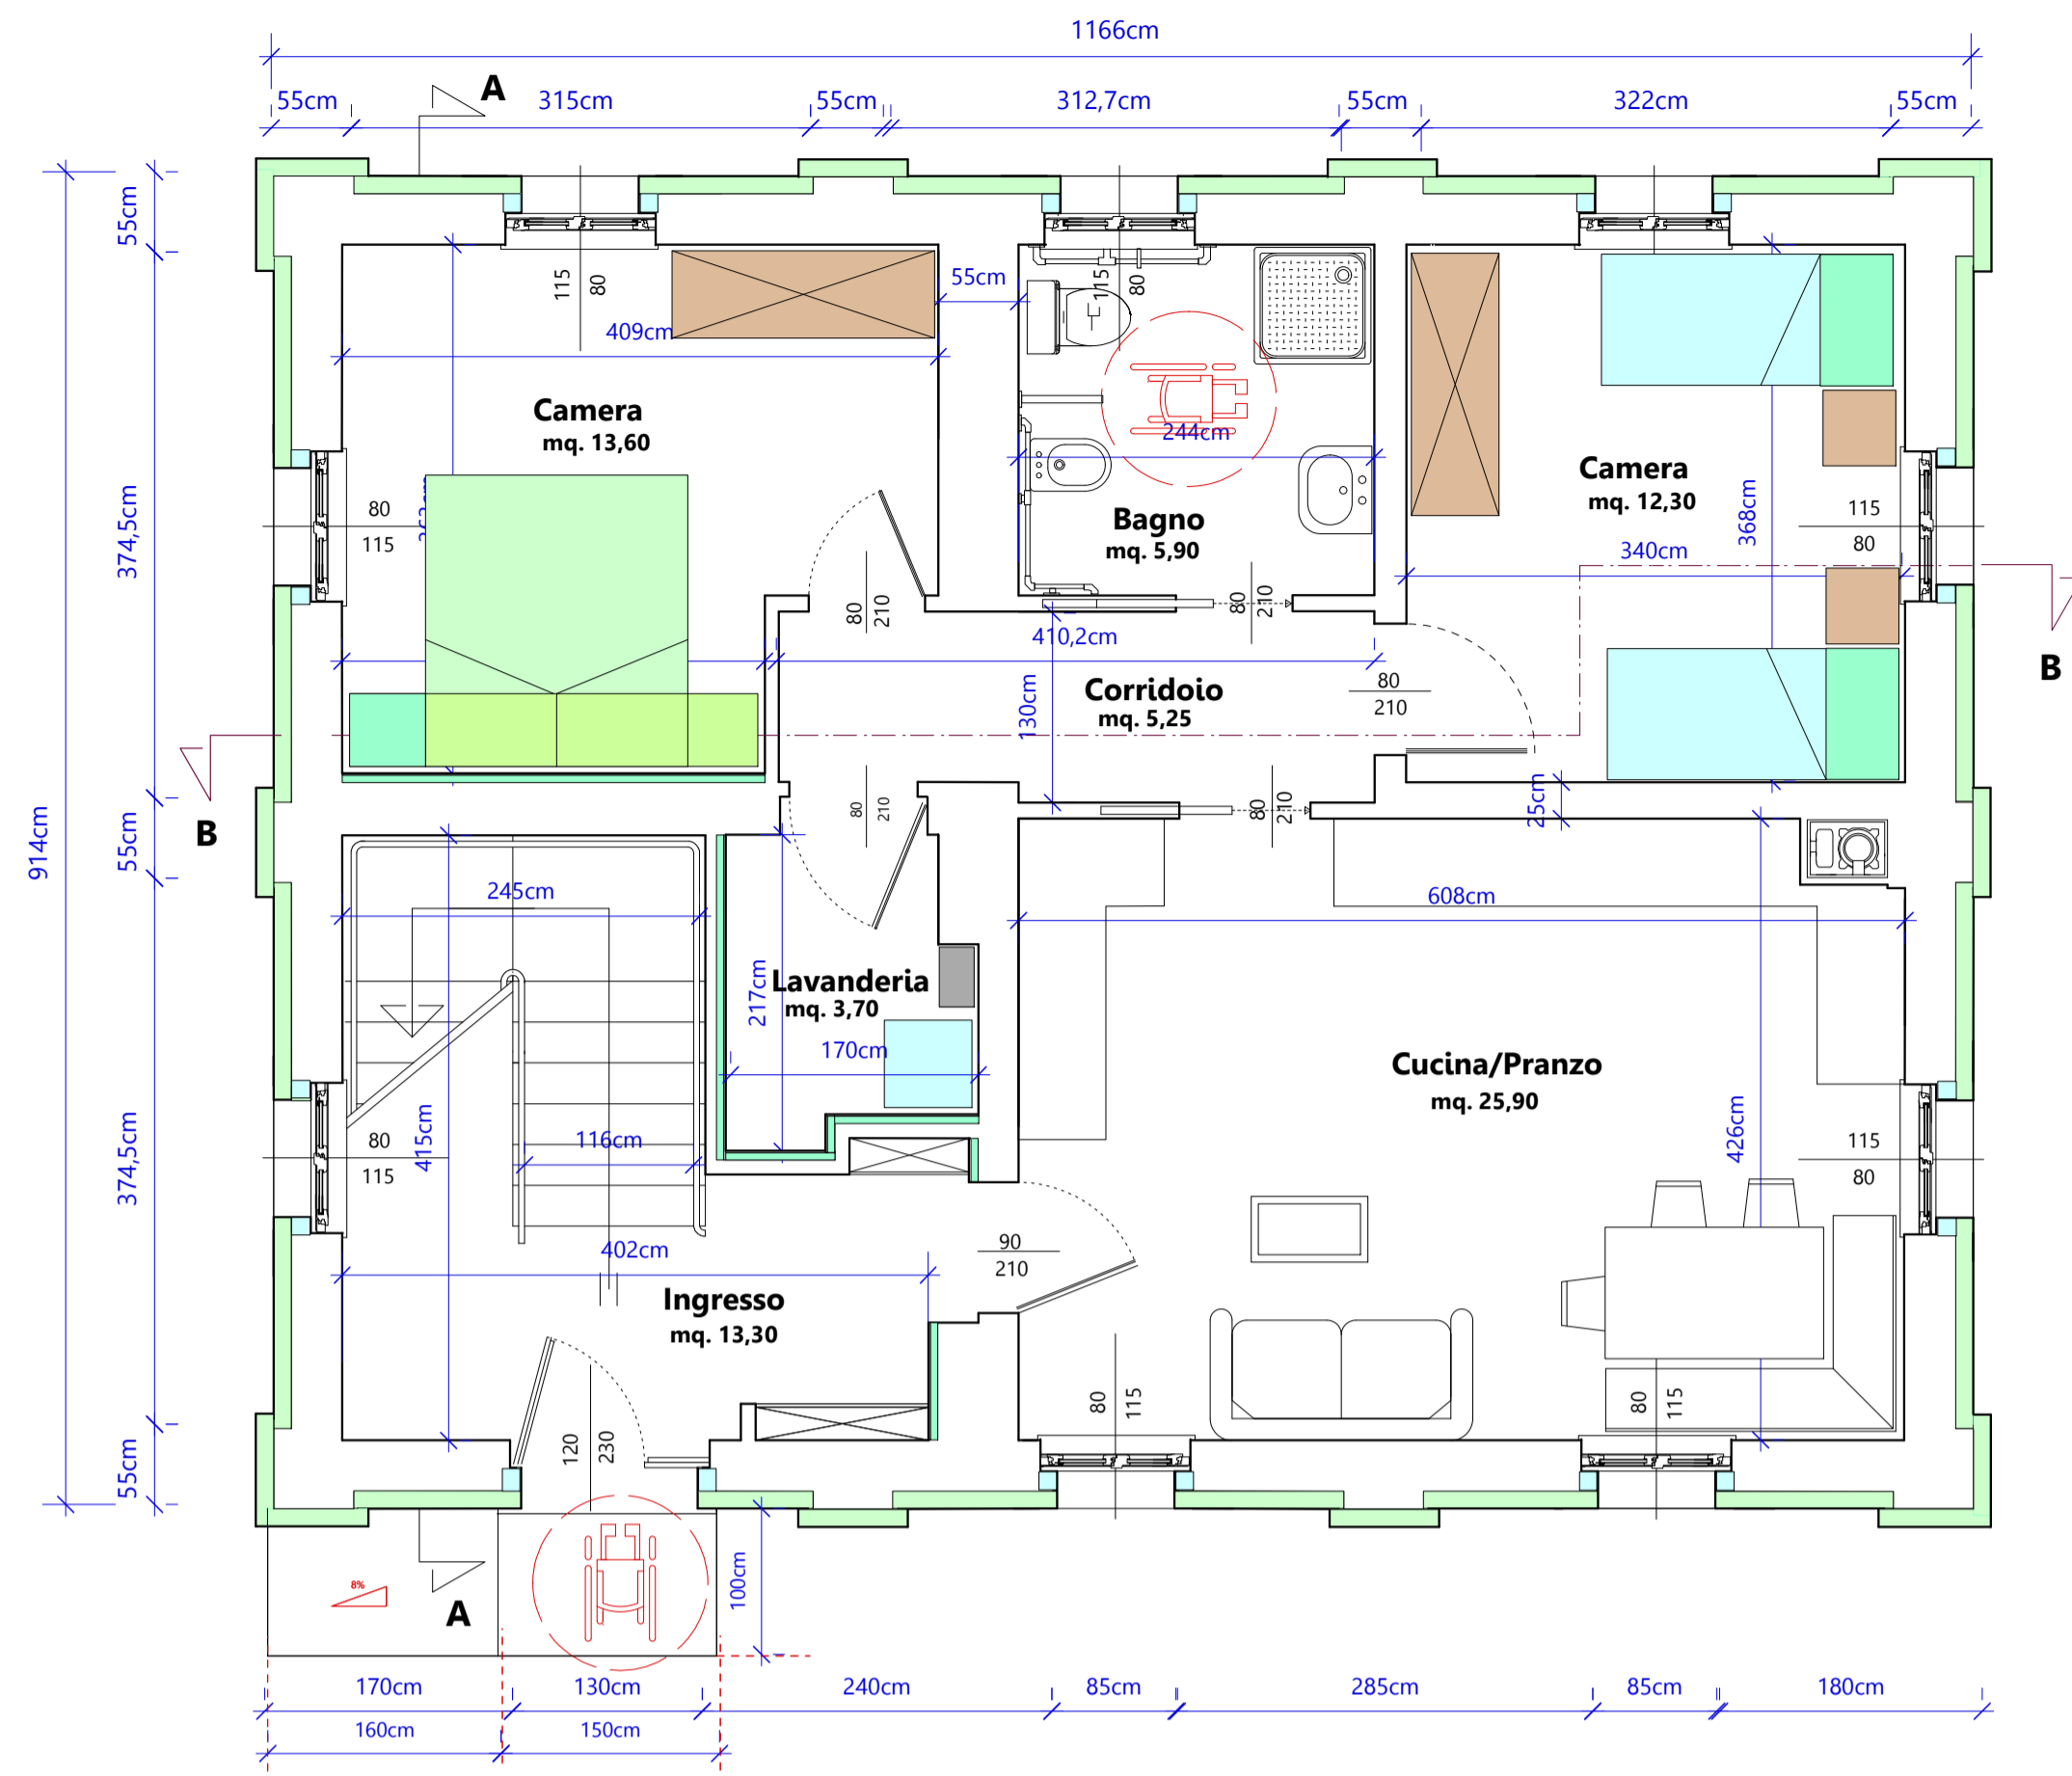 1166cm
A
55cm
315cm
55cm
312,7cm
55cm
322cm
55cm
55cm
374,5cm
914cm
55cm
374,5cm
55cm
115
80
409cm
55cm
115
80
Camera
mq. 13,60
244cm
Camera
mq. 12,30
80
115
Bagno
mq. 5,90
368cm
115
80
340cm
80
210
80
210
410,2cm
B
Corridoio
mq. 5,25
130cm
80
210
B
80
210
80
210
25cm
245cm
608cm
217cm
Lavanderia
mq. 3,70
170cm
Cucina/Pranzo
mq. 25,90
80
115
415cm
116cm
426cm
115
80
402cm
90
210
Ingresso
mq. 13,30
120
230
80
115
80
115
8%
A
100cm
170cm
130cm
240cm
85cm
285cm
85cm
180cm
160cm
150cm